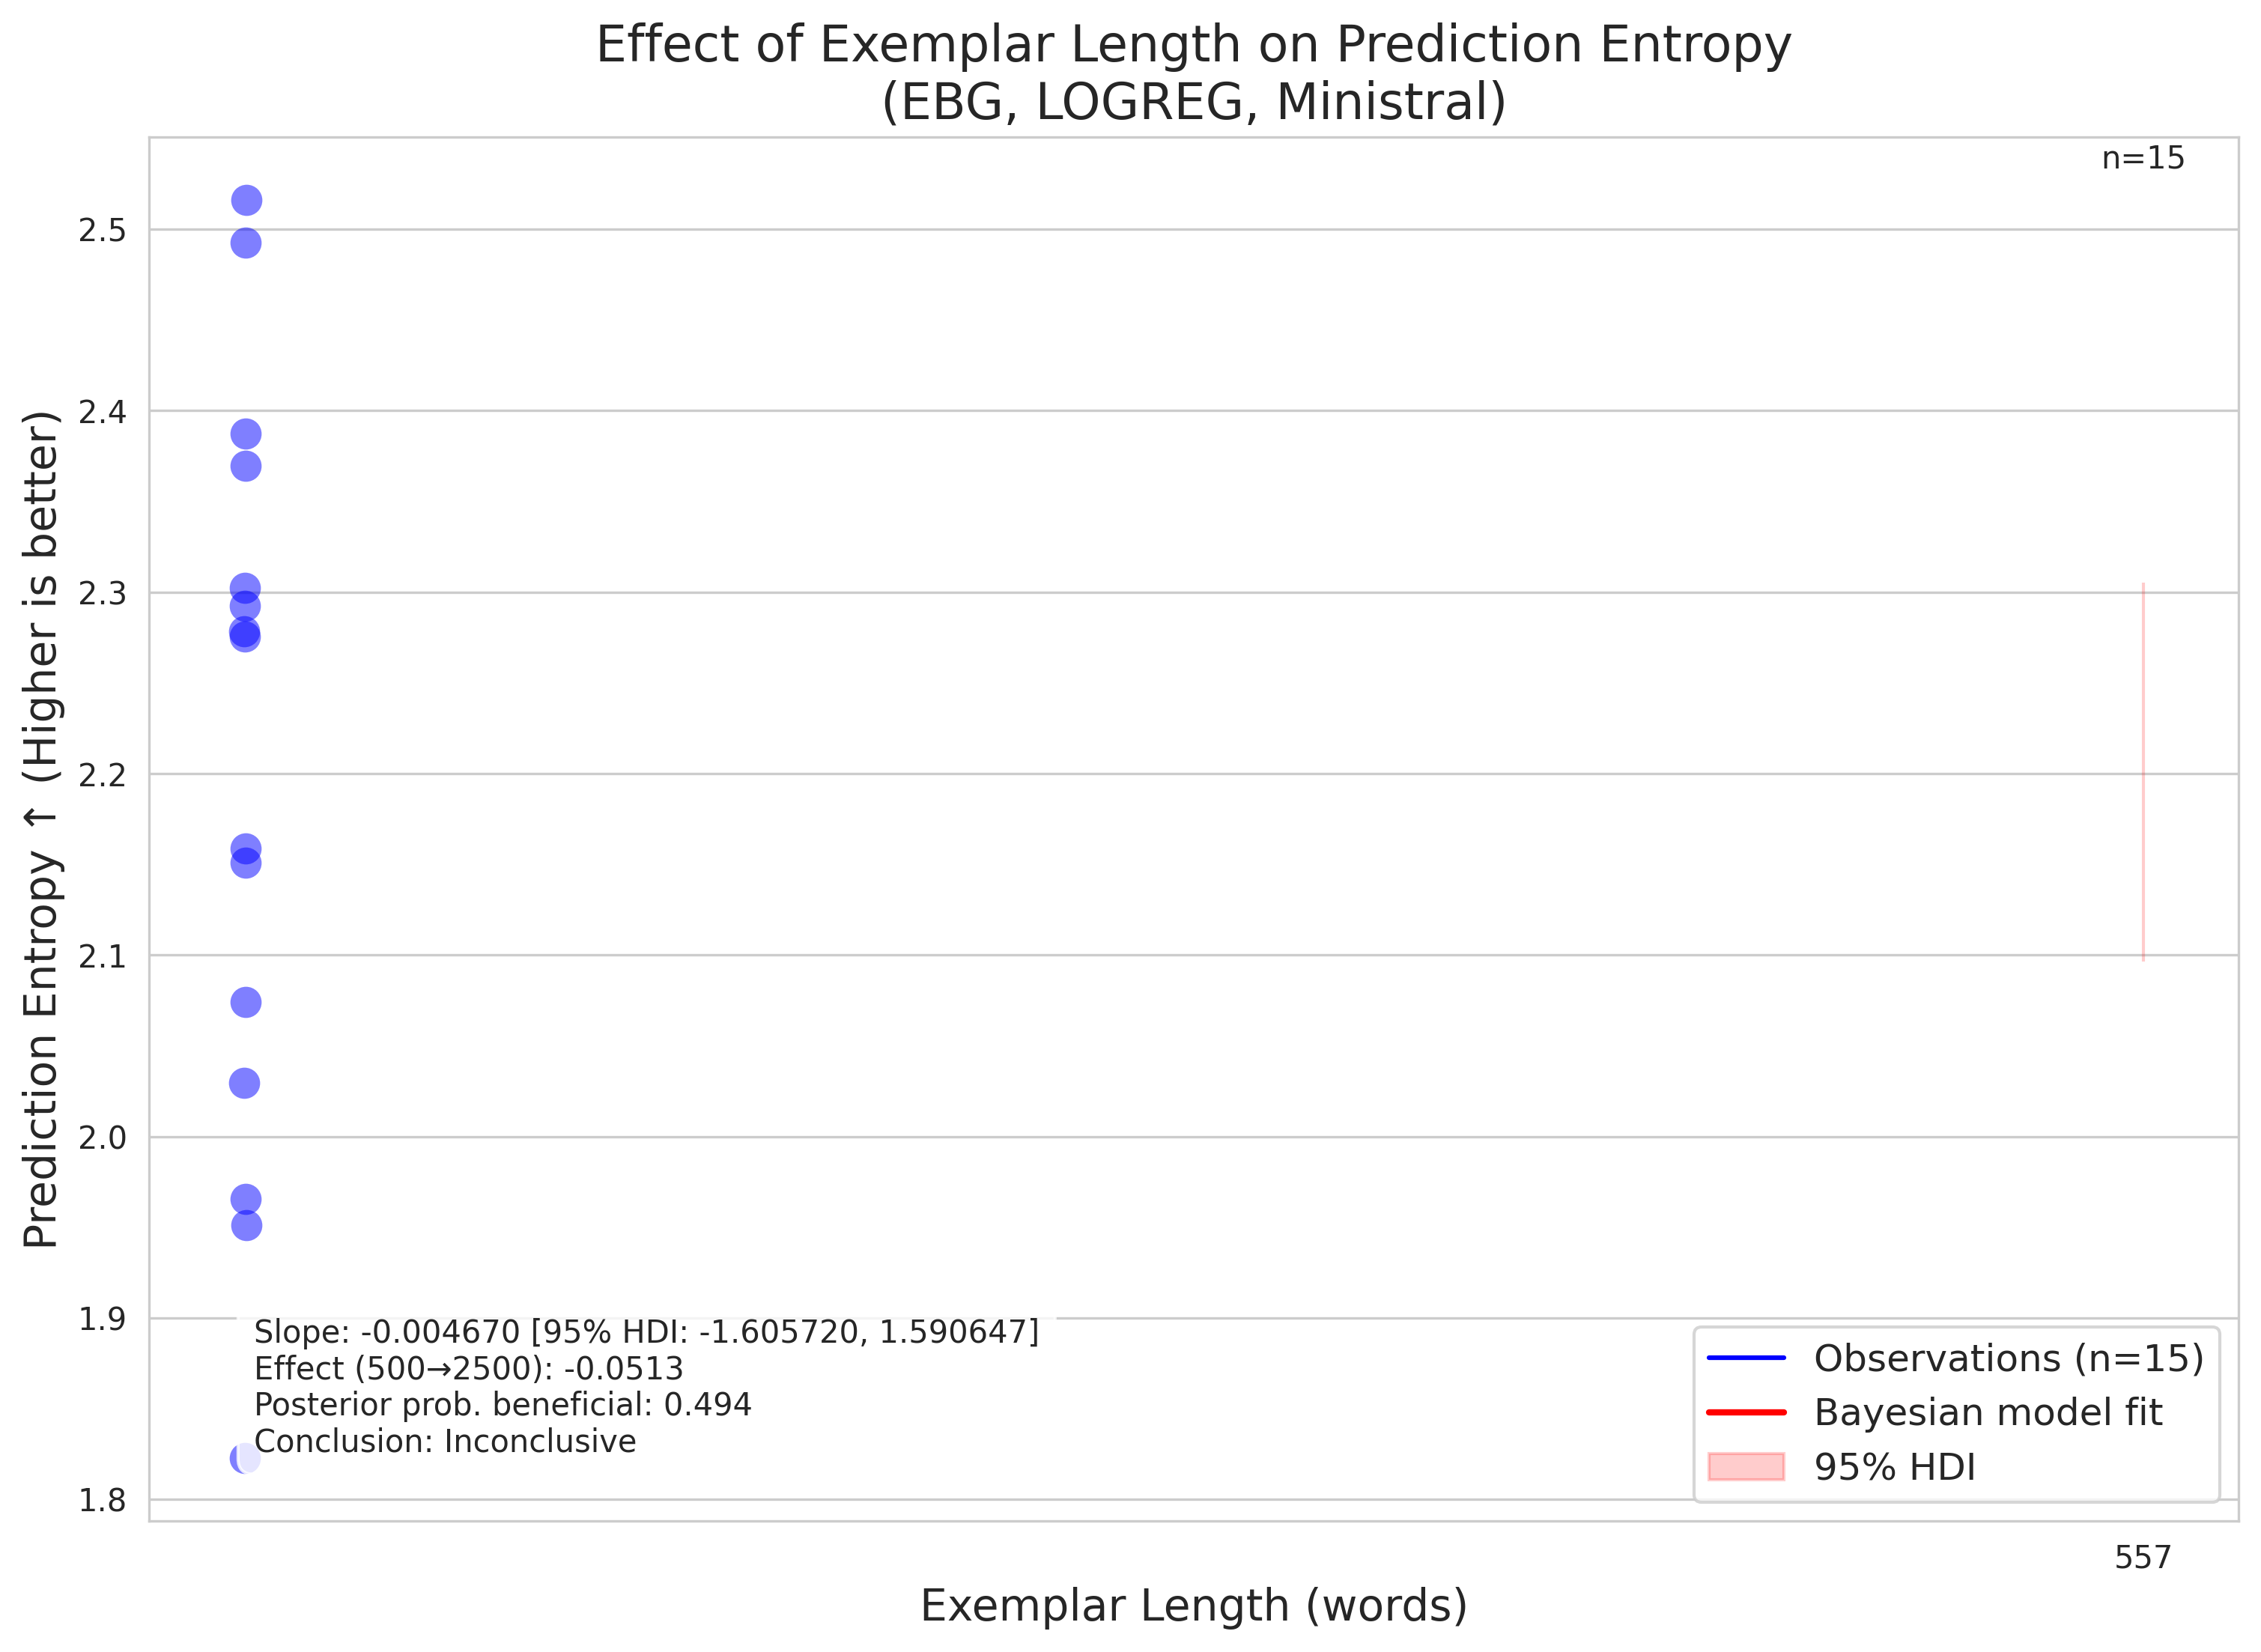 Effect of Exemplar Length on Prediction Entropy
(EBG, LOGREG, Ministral)
n=15
Prediction Entropy ↑ (Higher is better)
2.5
2.4
2.3
2.2
2.1
2.0
1.9
1.8
Slope: -0.004670 [95% HDI: -1.605720, 1.590647]
Effect (500→2500): -0.0513
Posterior prob. beneficial: 0.494
Conclusion: Inconclusive
Observations (n=15)
Bayesian model fit
95% HDI
557
Exemplar Length (words)